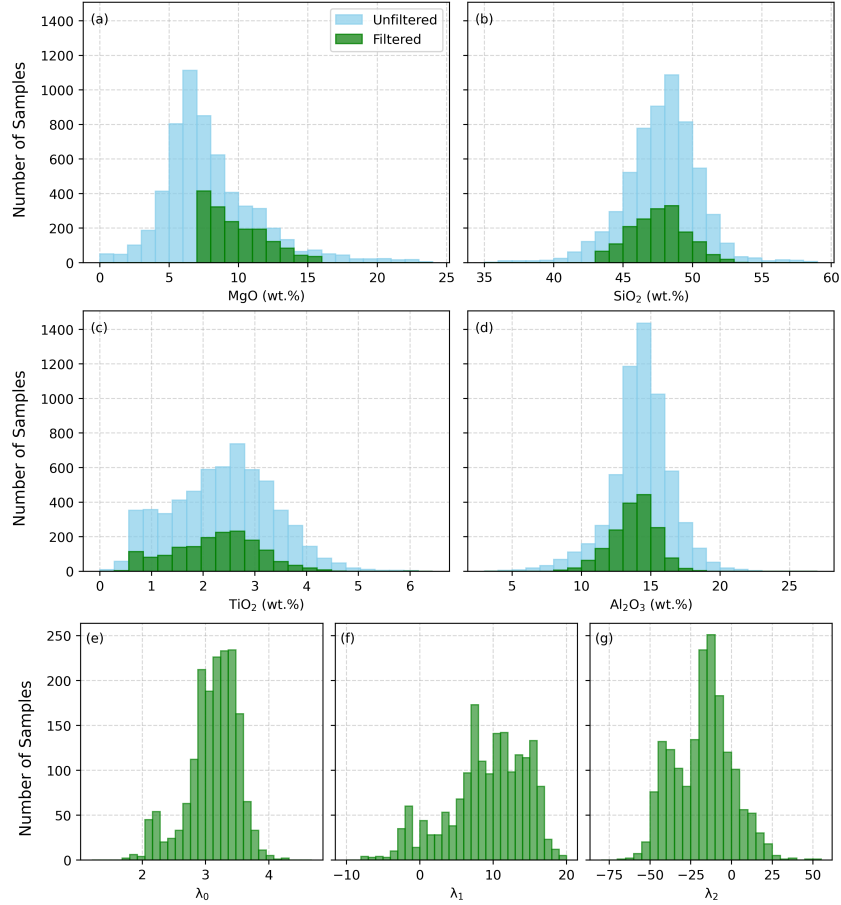 (a)
Unfiltered
Filtered
Number of Samples
1400
1200
1000
800
600
400
200
0
0 5 10 15 20 25
MgO (wt.%)
(b)
35 40 45 50 55 60
SiO₂ (wt.%)
(c)
Number of Samples
1400
1200
1000
800
600
400
200
0
0 1 2 3 4 5 6
TiO₂ (wt.%)
(d)
5 10 15 20 25
Al₂O₃ (wt.%)
(e)
Number of Samples
250
200
150
100
50
0
2 3 4
λ₀
(f)
−10 0 10 20
λ₁
(g)
−75 −50 −25 0 25 50
λ₂